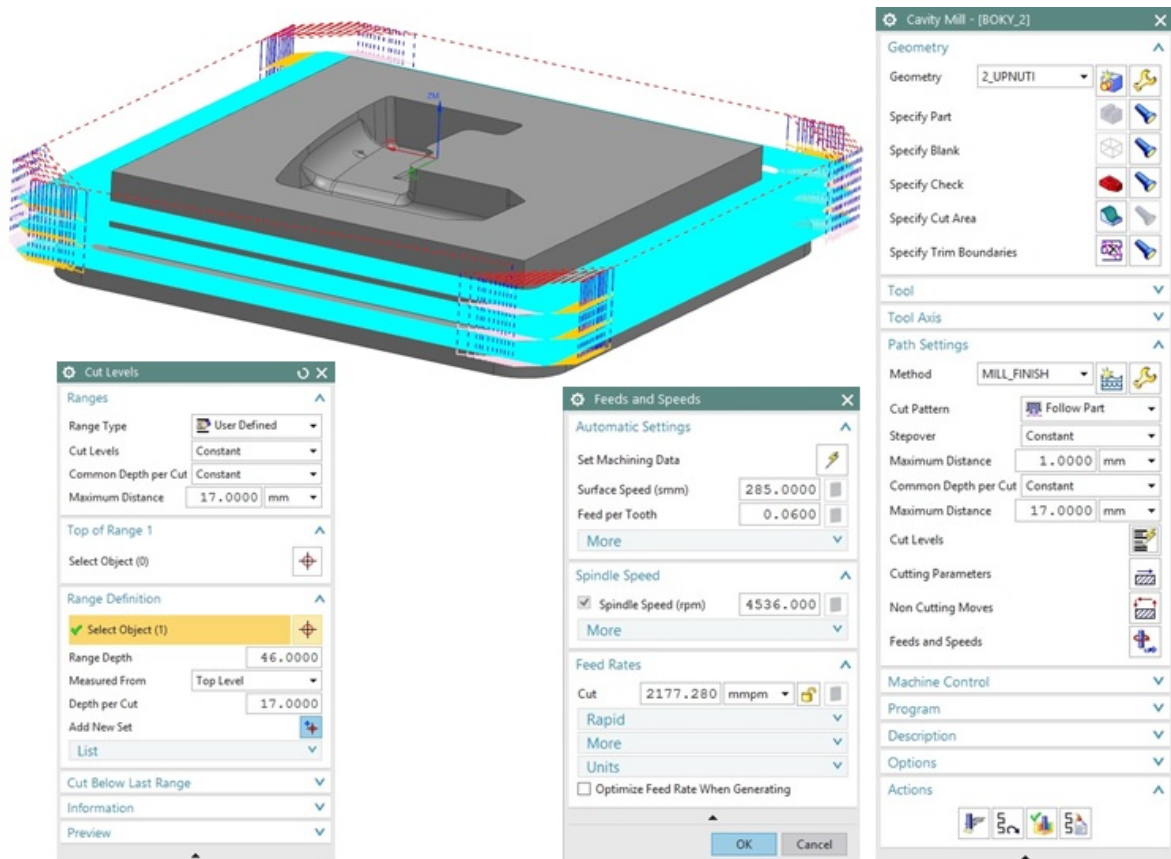 ZM
Cavity Mill - [BOKY_2]
Geometry
Geometry 2_UPNUTI
Specify Part
Specify Blank
Specify Check
Specify Cut Area
Specify Trim Boundaries
Tool
Tool Axis
Path Settings
Method MILL_FINISH
Cut Pattern Follow Part
Stepover Constant
Maximum Distance 1.0000 mm
Common Depth per Cut Constant
Maximum Distance 17.0000 mm
Cut Levels
Cutting Parameters
Non Cutting Moves
Feeds and Speeds
Machine Control
Program
Description
Options
Actions
Cut Levels
Ranges
Range Type User Defined
Cut Levels Constant
Common Depth per Cut Constant
Maximum Distance 17.0000 mm
Top of Range 1
Select Object (0)
Range Definition
Select Object (1)
Range Depth 46.0000
Measured From Top Level
Depth per Cut 17.0000
Add New Set
List
Cut Below Last Range
Information
Preview
Feeds and Speeds
Automatic Settings
Set Machining Data
Surface Speed (smm) 285.0000
Feed per Tooth 0.0600
More
Spindle Speed
Spindle Speed (rpm) 4536.000
More
Feed Rates
Cut 2177.280 mmpm
Rapid
More
Units
Optimize Feed Rate When Generating
OK Cancel